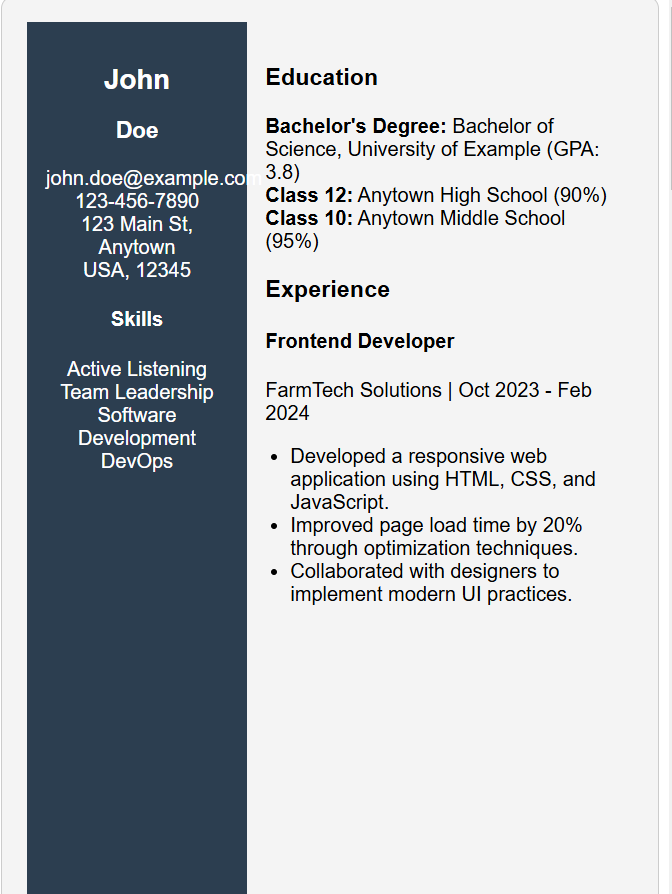 John
Doe
john.doe@example.com
123-456-7890
123 Main St,
Anytown
USA, 12345
Skills
Active Listening
Team Leadership
Software
Development
DevOps
Education
Bachelor's Degree: Bachelor of
Science, University of Example (GPA:
3.8)
Class 12: Anytown High School (90%)
Class 10: Anytown Middle School
(95%)
Experience
Frontend Developer
FarmTech Solutions | Oct 2023 - Feb
2024
• Developed a responsive web
application using HTML, CSS, and
JavaScript.
• Improved page load time by 20%
through optimization techniques.
• Collaborated with designers to
implement modern UI practices.